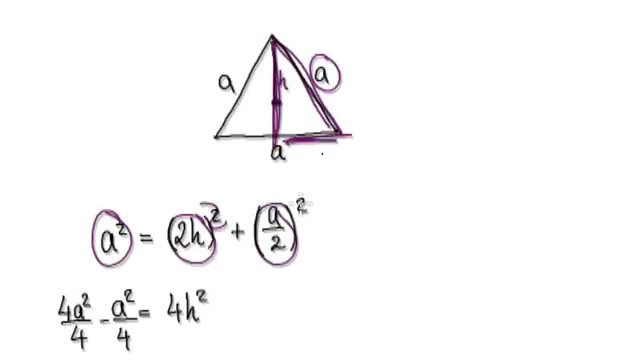 a h a
a
a² = (2h)² + (a/2)²
4a²/4 - a²/4 = 4h²